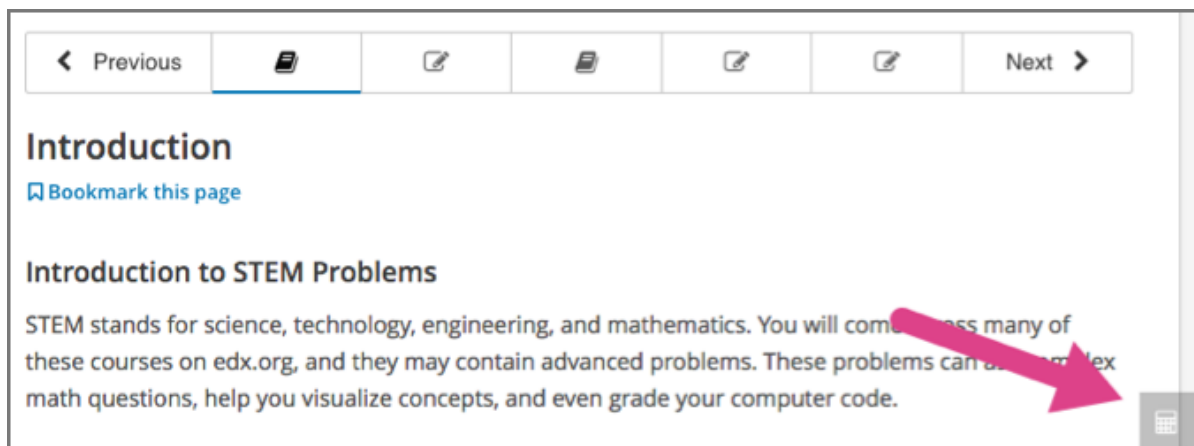 Previous
Next
Introduction
Bookmark this page
Introduction to STEM Problems
STEM stands for science, technology, engineering, and mathematics. You will many of
these courses on edx.org, and they may contain advanced problems. These problems can
math questions, help you visualize concepts, and even grade your computer code.